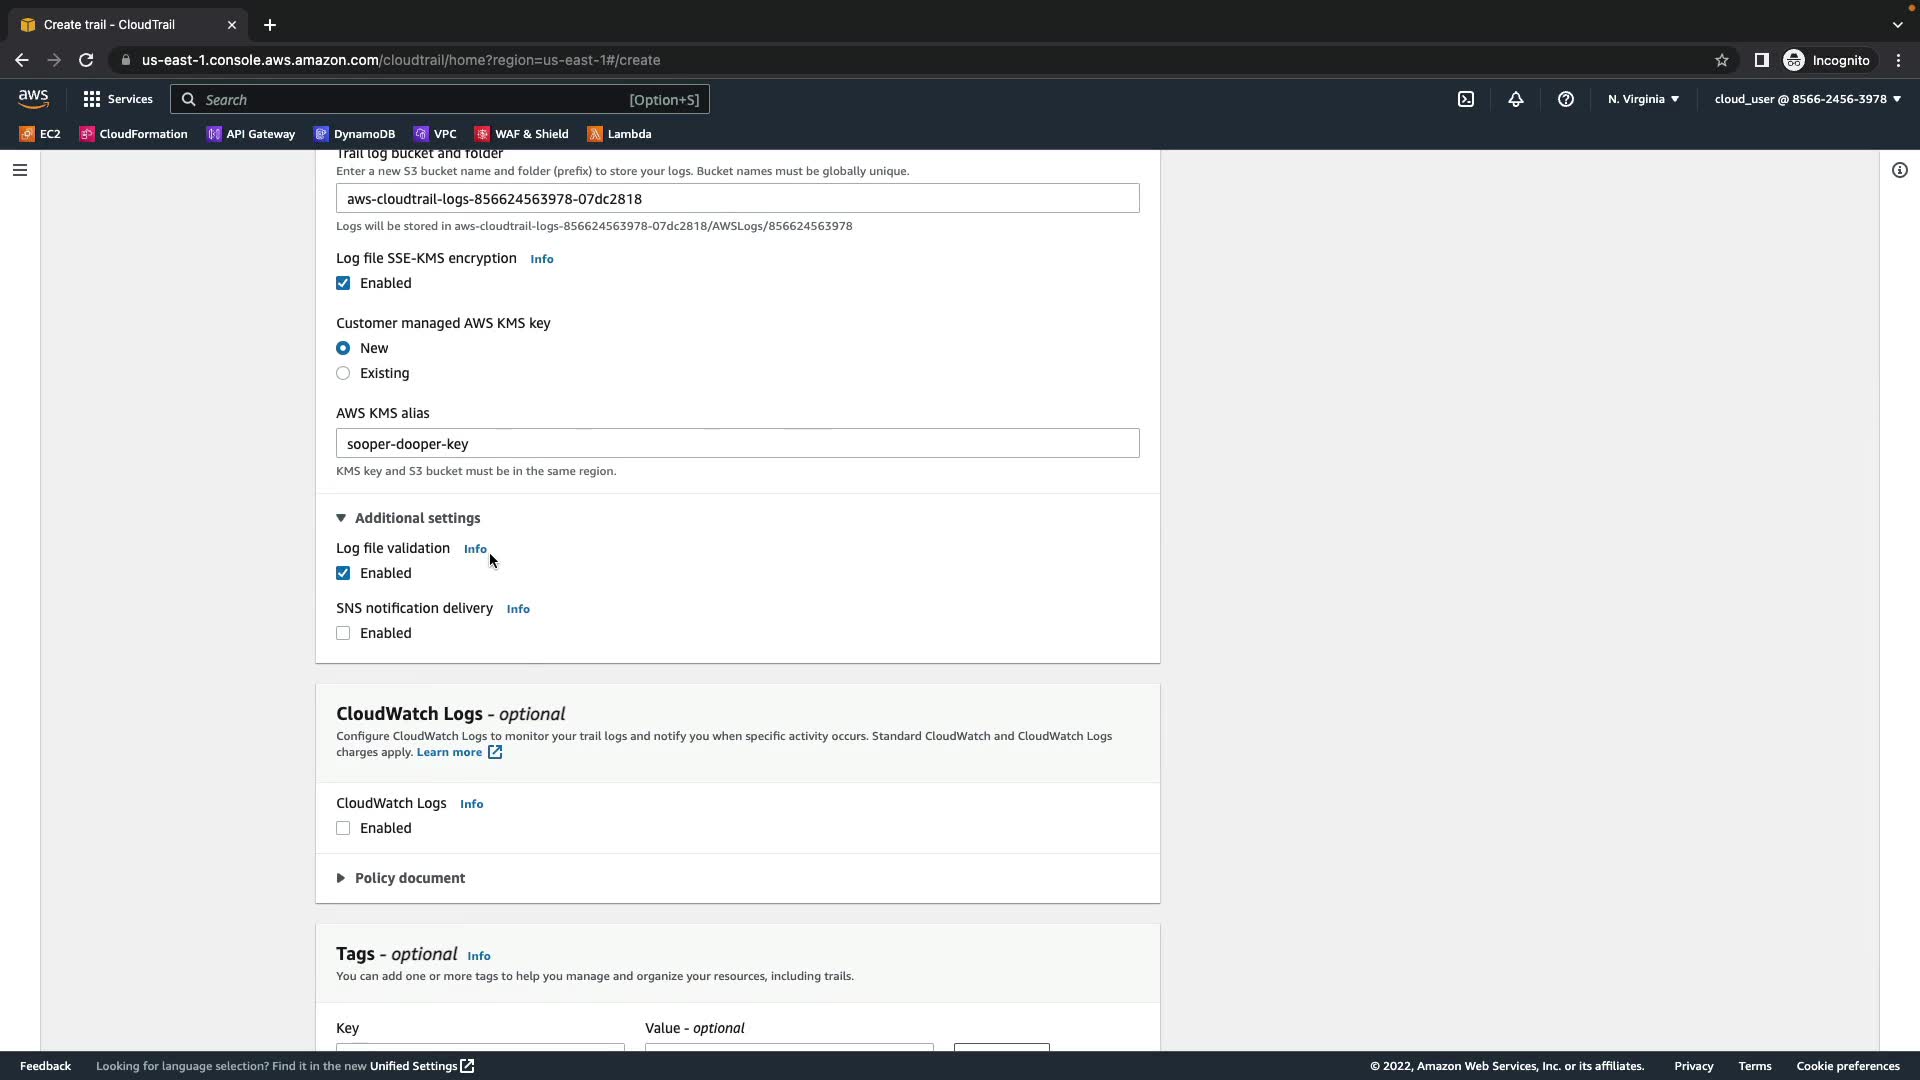 Create trail - CloudTrail
us-east-1.console.aws.amazon.com/cloudtrail/home?region=us-east-1#/create
Incognito
aws
Services
Search
[Option+S]
N. Virginia
cloud_user @ 8566-2456-3978
EC2
CloudFormation
API Gateway
DynamoDB
VPC
WAF & Shield
Lambda
Trail log bucket and folder
Enter a new S3 bucket name and folder (prefix) to store your logs. Bucket names must be globally unique.
aws-cloudtrail-logs-856624563978-07dc2818
Logs will be stored in aws-cloudtrail-logs-856624563978-07dc2818/AWSLogs/856624563978
Log file SSE-KMS encryption Info
Enabled
Customer managed AWS KMS key
New
Existing
AWS KMS alias
sooper-dooper-key
KMS key and S3 bucket must be in the same region.
Additional settings
Log file validation Info
Enabled
SNS notification delivery Info
Enabled
CloudWatch Logs - optional
Configure CloudWatch Logs to monitor your trail logs and notify you when specific activity occurs. Standard CloudWatch and CloudWatch Logs
charges apply. Learn more
CloudWatch Logs Info
Enabled
Policy document
Tags - optional Info
You can add one or more tags to help you manage and organize your resources, including trails.
Key
Value - optional
Feedback
Looking for language selection? Find it in the new Unified Settings
© 2022, Amazon Web Services, Inc. or its affiliates.
Privacy
Terms
Cookie preferences